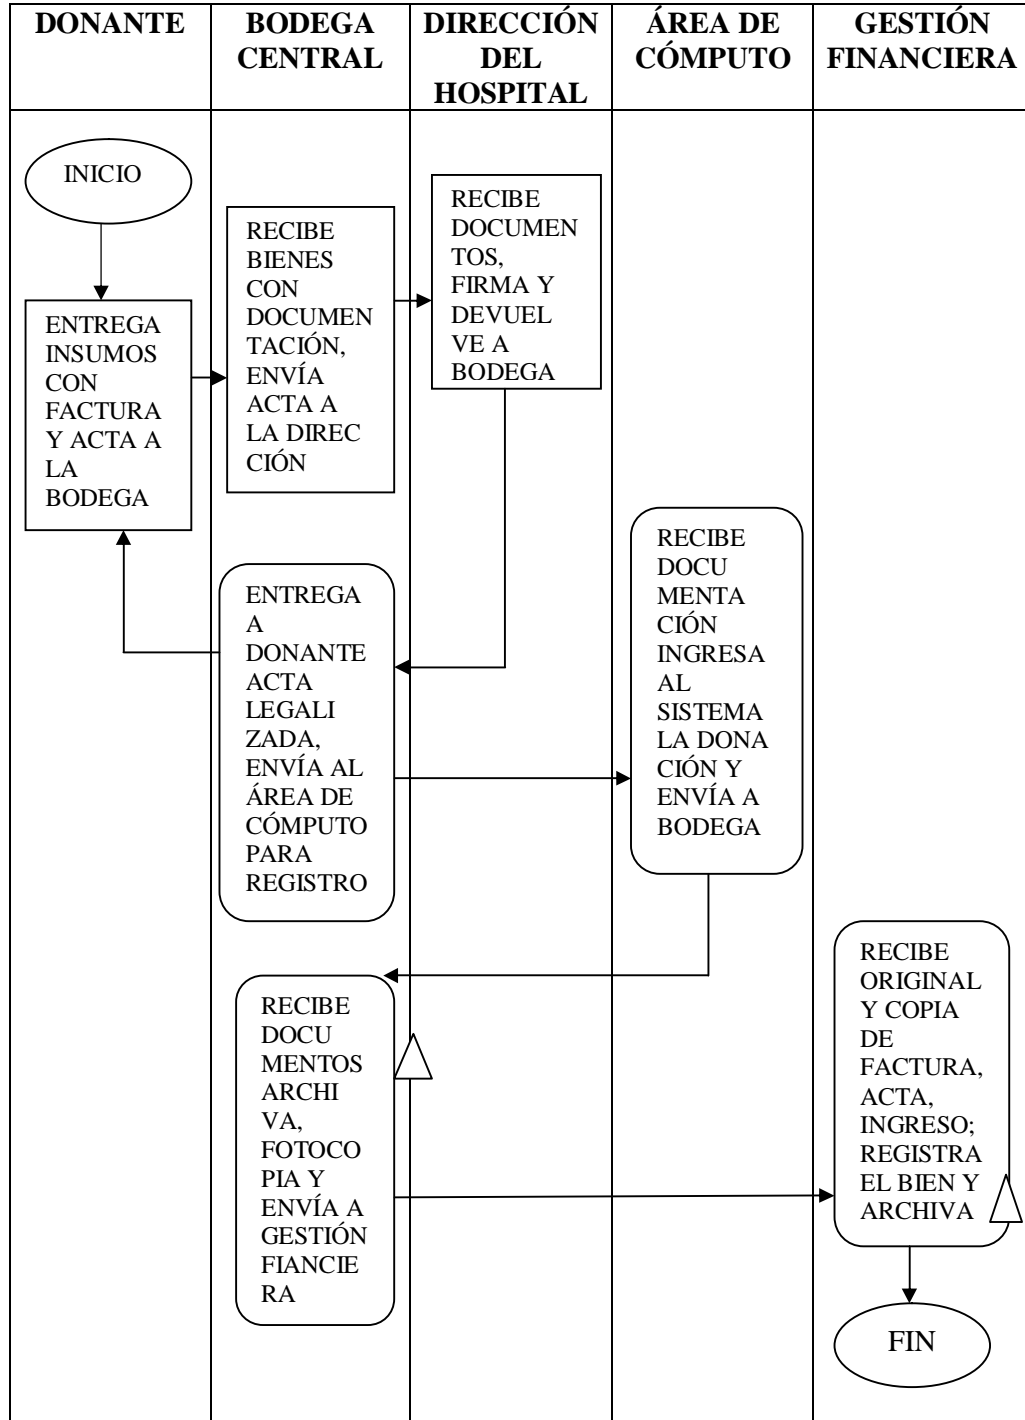 DONANTE
BODEGA
CENTRAL
DIRECCIÓN
DEL
HOSPITAL
ÁREA DE
CÓMPUTO
GESTIÓN
FINANCIERA
INICIO
ENTREGA
INSUMOS
CON
FACTURA
Y ACTA A
LA
BODEGA
RECIBE
BIENES
CON
DOCUMEN
TACIÓN,
ENVÍA
ACTA A
LA DIREC
CIÓN
RECIBE
DOCUMEN
TOS,
FIRMA Y
DEVUEL
VE A
BODEGA
ENTREGA
A
DONANTE
ACTA
LEGALI
ZADA,
ENVÍA AL
ÁREA DE
CÓMPUTO
PARA
REGISTRO
RECIBE
DOCU
MENTA
CIÓN
INGRESA
AL
SISTEMA
LA DONA
CIÓN Y
ENVÍA A
BODEGA
RECIBE
DOCU
MENTOS
ARCHI
VA,
FOTOCO
PIA Y
ENVÍA A
GESTIÓN
FIANCIE
RA
RECIBE
ORIGINAL
Y COPIA
DE
FACTURA,
ACTA,
INGRESO;
REGISTRA
EL BIEN Y
ARCHIVA
FIN